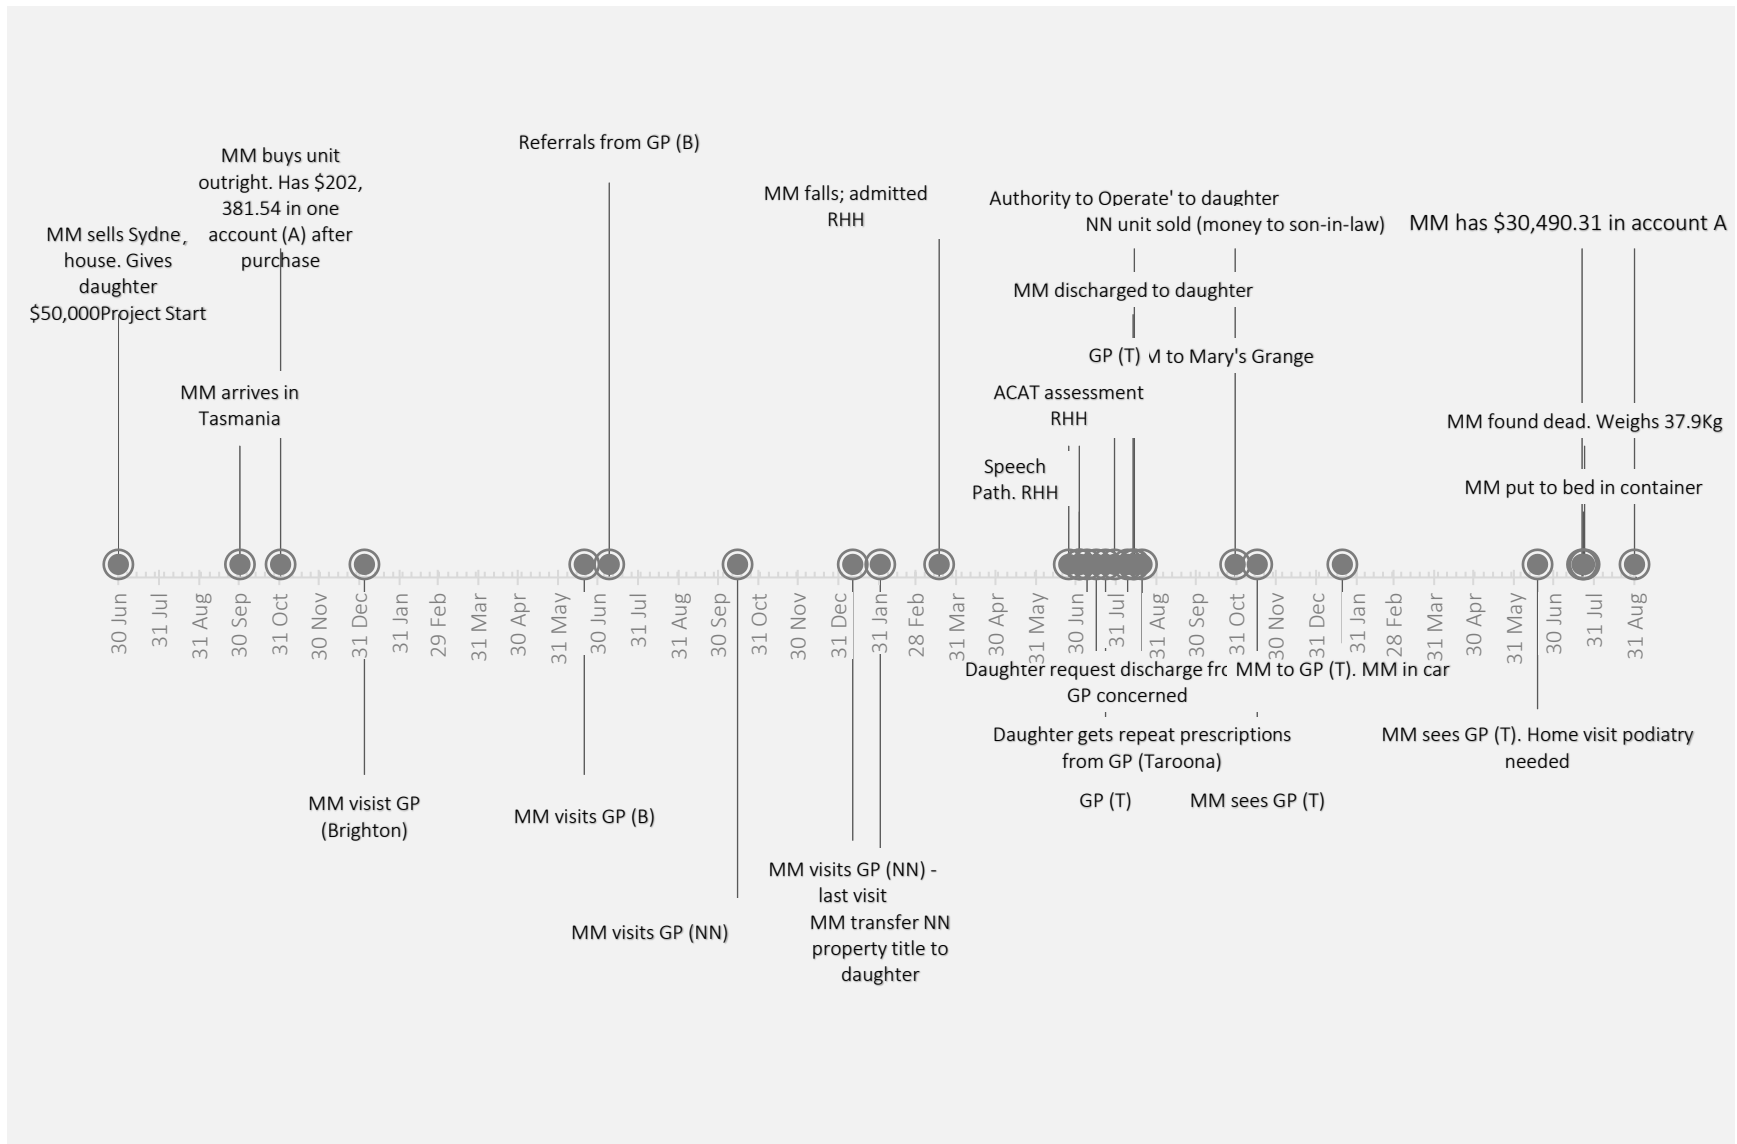 Referrals from GP (B)
MM buys unit
outright. Has $202,
381.54 in one
account (A) after
purchase
MM falls; admitted
RHH
Authority to Operate' to daughter
NN unit sold (money to son-in-law)
MM has $30,490.31 in account A
MM sells Sydne
house. Gives
daughter
$50,000Project Start
MM discharged to daughter
GP (T)
to Mary's Grange
MM arrives in
Tasmania
ACAT assessment
RHH
MM found dead. Weighs 37.9Kg
Speech
Path. RHH
MM put to bed in container
30 Jun
31 Jul
31 Aug
30 Sep
31 Oct
30 Nov
31 Dec
31 Jan
29 Feb
31 Mar
30 Apr
31 May
30 Jun
31 Jul
31 Aug
30 Sep
31 Oct
30 Nov
31 Dec
31 Jan
28 Feb
31 Mar
30 Apr
31 May
30 Jun
31 Jul
31 Aug
30 Sep
31 Oct
30 Nov
31 Dec
31 Jan
28 Feb
31 Mar
30 Apr
31 May
30 Jun
31 Jul
31 Aug
Daughter request discharge
GP concerned
MM to GP (T). MM in car
Daughter gets repeat prescriptions
from GP (Taroona)
MM sees GP (T). Home visit podiatry
needed
GP (T)
MM sees GP (T)
MM visist GP
(Brighton)
MM visits GP (B)
MM visits GP (NN) -
last visit
MM transfer NN
property title to
daughter
MM visits GP (NN)